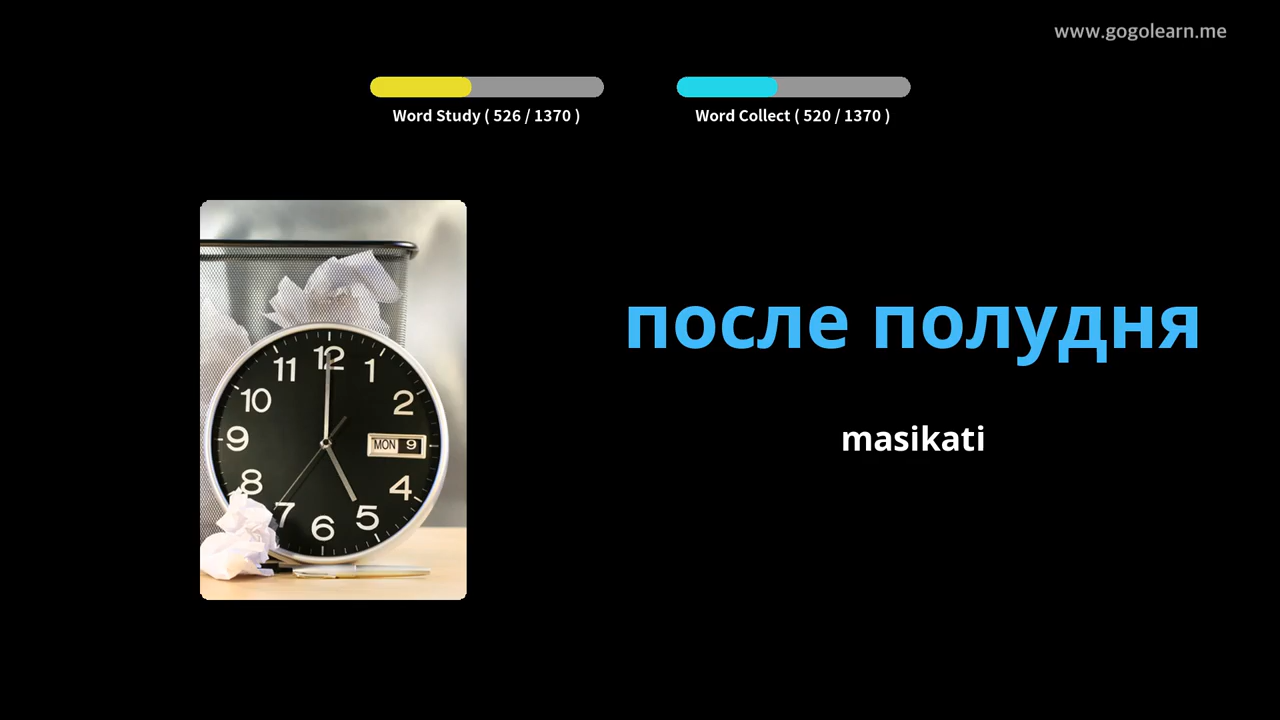 www.gogolearn.me
Word Study ( 526 / 1370 )
Word Collect ( 520 / 1370 )
12
11
1
10
2
9
MON 9
8
4
7
5
6
после полудня
masikati